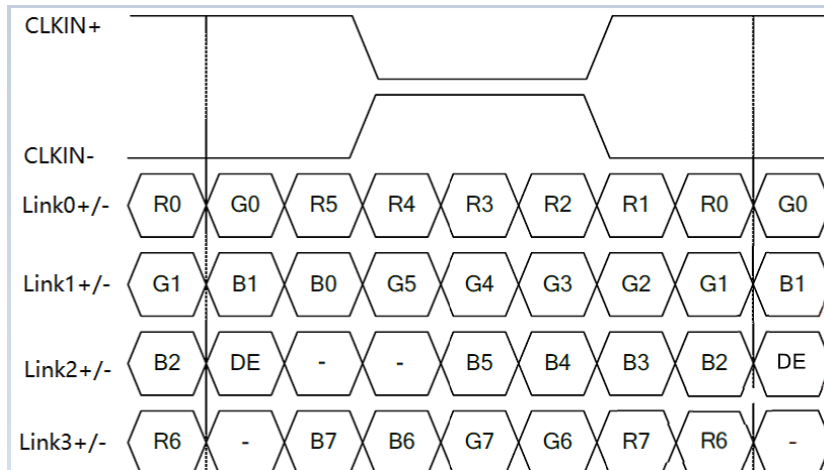 CLKIN+
CLKIN-
Link0+/- R0 G0 R5 R4 R3 R2 R1 R0 G0
Link1+/- G1 B1 B0 G5 G4 G3 G2 G1 B1
Link2+/- B2 DE - - B5 B4 B3 B2 DE
Link3+/- R6 - B7 B6 G7 G6 R7 R6 -